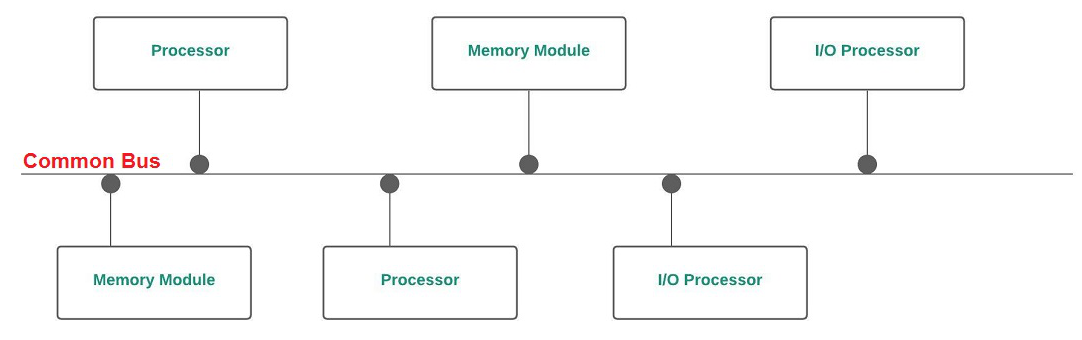 Processor
Memory Module
I/O Processor
Common Bus
Memory Module
Processor
I/O Processor